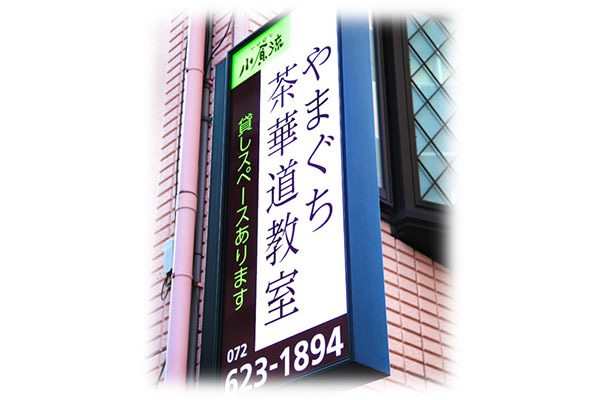 小原流
やまぐち
茶華道教室
貸しスペースあります
072
623-1894